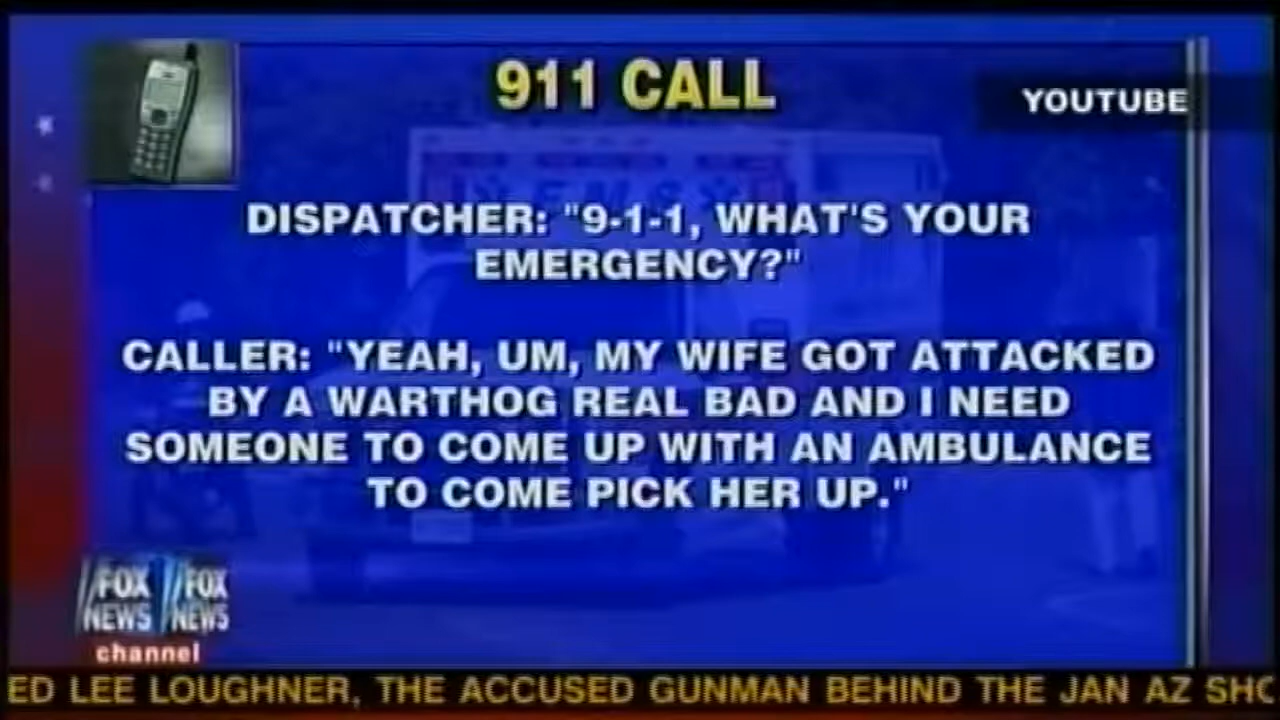 911 CALL
YOUTUBE
EMS
DISPATCHER: "9-1-1, WHAT'S YOUR
EMERGENCY?"
CALLER: "YEAH, UM, MY WIFE GOT ATTACKED
BY A WARTHOG REAL BAD AND I NEED
SOMEONE TO COME UP WITH AN AMBULANCE
TO COME PICK HER UP."
FOX FOX
NEWS NEWS
channel
ED LEE LOUGHNER, THE ACCUSED GUNMAN BEHIND THE JAN AZ SHO